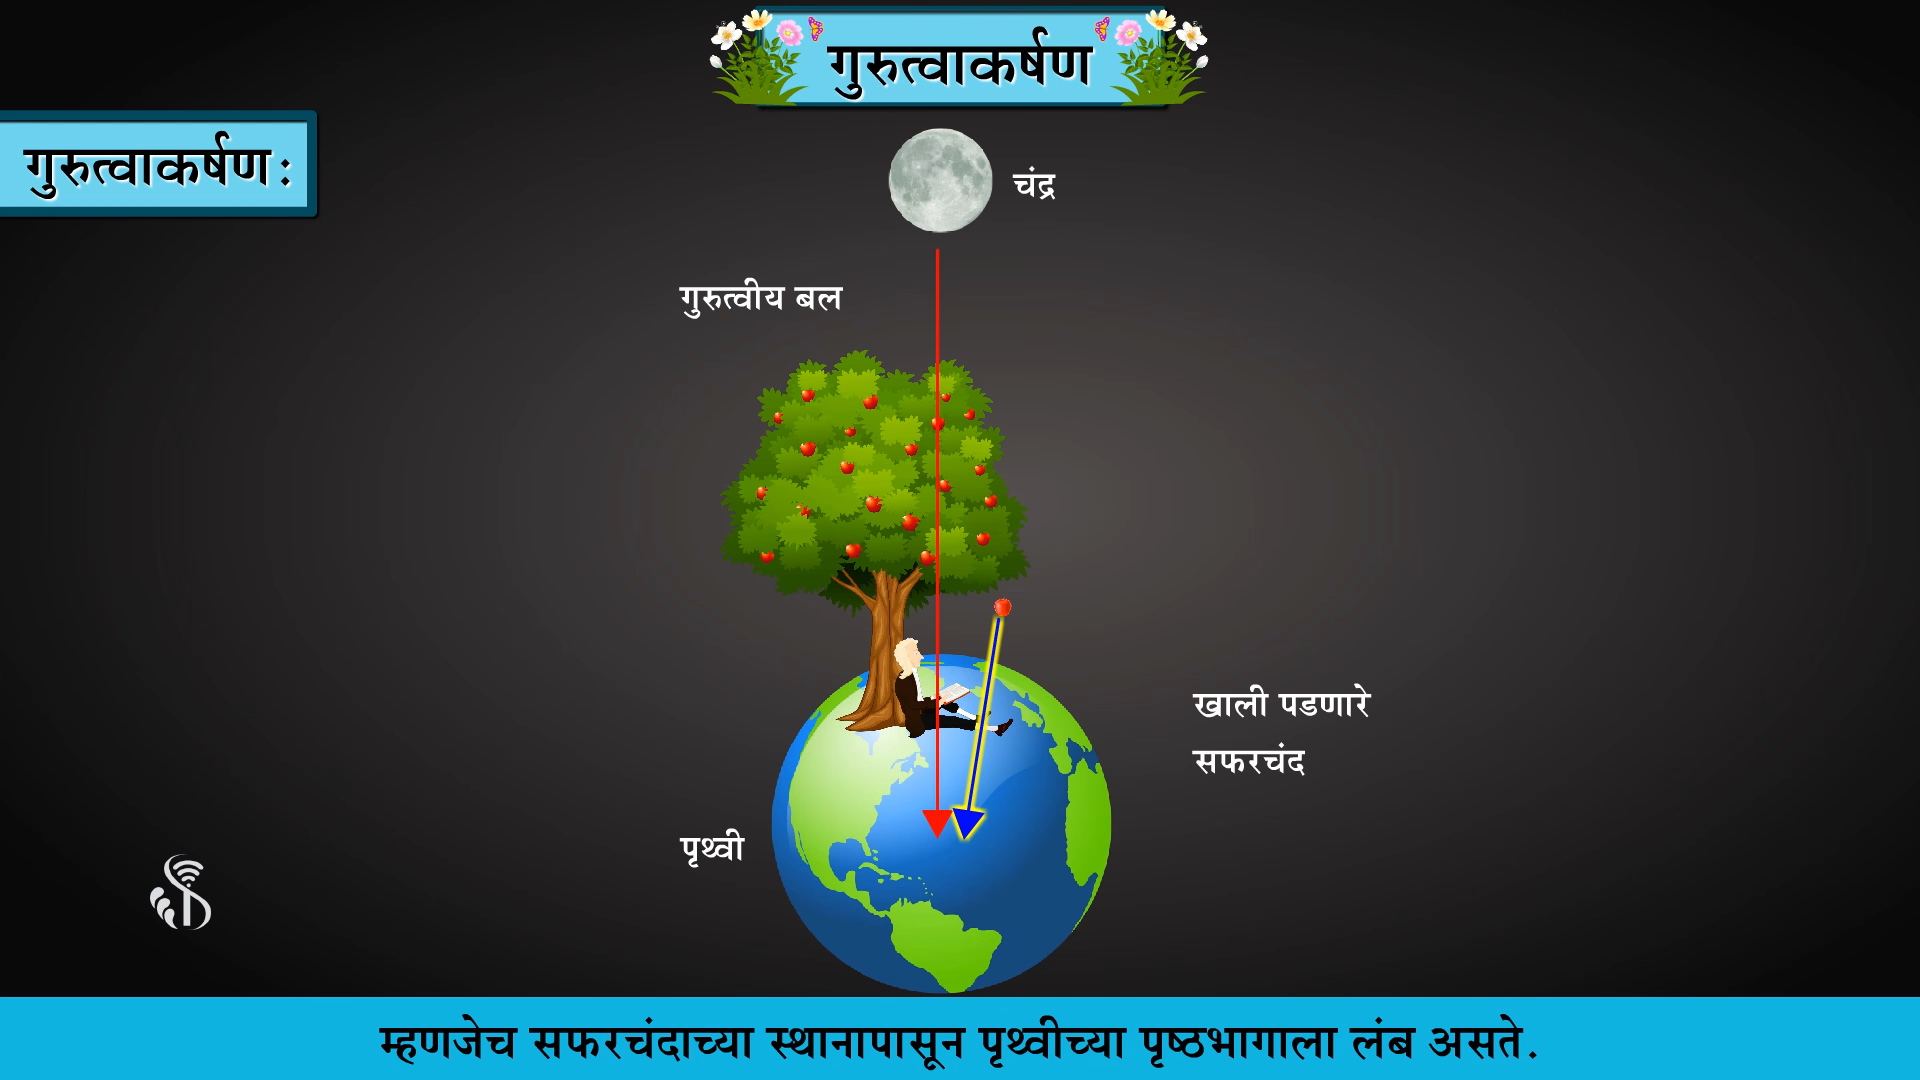 गुरुत्वाकर्षण
गुरुत्वाकर्षण:
चंद्र
गुरुत्वीय बल
खाली पडणारे
सफरचंद
पृथ्वी
म्हणजेच सफरचंदाच्या स्थानापासून पृथ्वीच्या पृष्ठभागाला लंब असते.